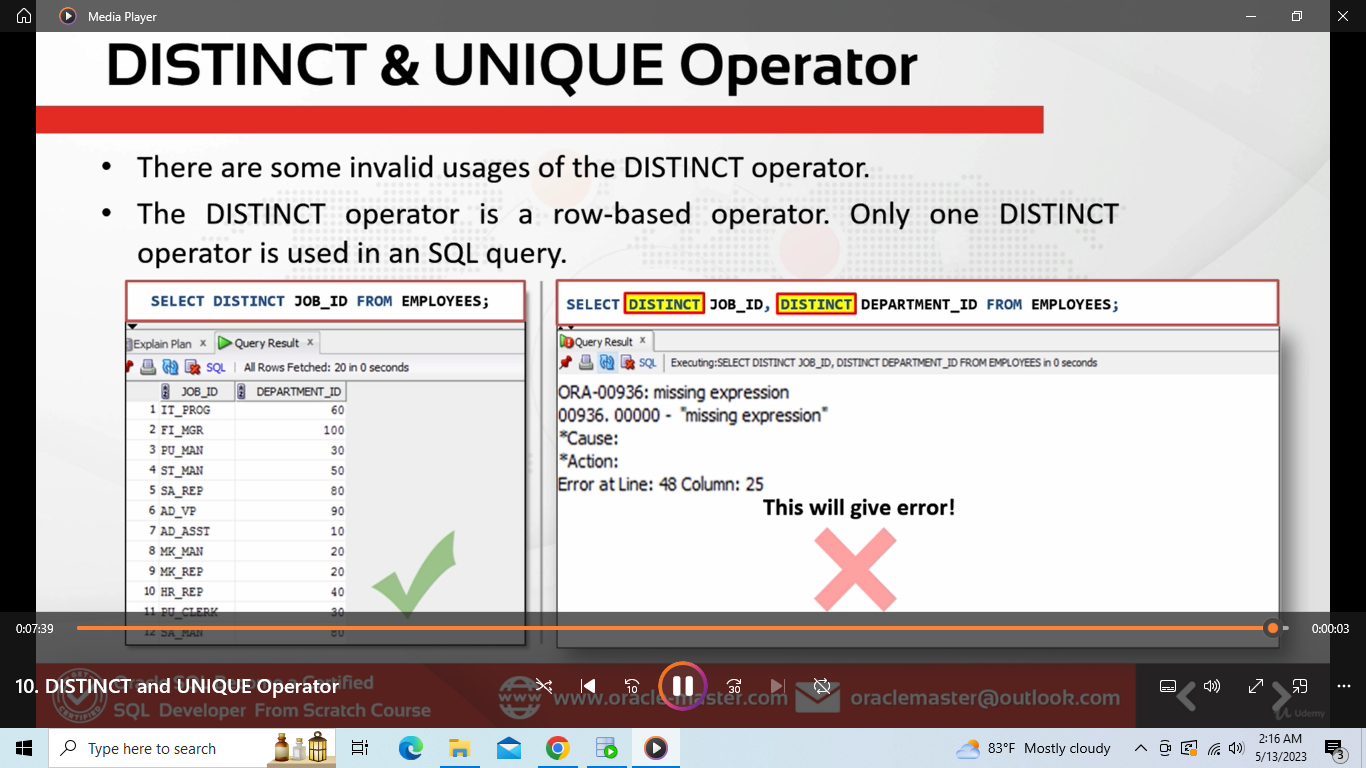 Media Player
DISTINCT & UNIQUE Operator
• There are some invalid usages of the DISTINCT operator.
• The DISTINCT operator is a row-based operator. Only one DISTINCT
operator is used in an SQL query.
SELECT DISTINCT JOB_ID FROM EMPLOYEES;
Explain Plan x Query Result x
SQL | All Rows Fetched: 20 in 0 seconds
JOB_ID DEPARTMENT_ID
1 IT_PROG 60
2 FI_MGR 100
3 PU_MAN 30
4 ST_MAN 50
5 SA_REP 80
6 AD_VP 90
7 AD_ASST 10
8 MK_MAN 20
9 MK_REP 20
10 HR_REP 40
11 PU_CLERK 30
12 SA_MAN 80
SELECT DISTINCT JOB_ID, DISTINCT DEPARTMENT_ID FROM EMPLOYEES;
Query Result x
SQL | Executing:SELECT DISTINCT JOB_ID, DISTINCT DEPARTMENT_ID FROM EMPLOYEES in 0 seconds
ORA-00936: missing expression
00936. 00000 - "missing expression"
*Cause:
*Action:
Error at Line: 48 Column: 25
This will give error!
0:07:39
0:00:03
10. DISTINCT and UNIQUE Operator
10
30
CERTIFIED
Certified
SQL Developer From Scratch Course
WWW
oraclemaster@outlook.com
Udemy
Type here to search
83°F Mostly cloudy
2:16 AM
5/13/2023
3